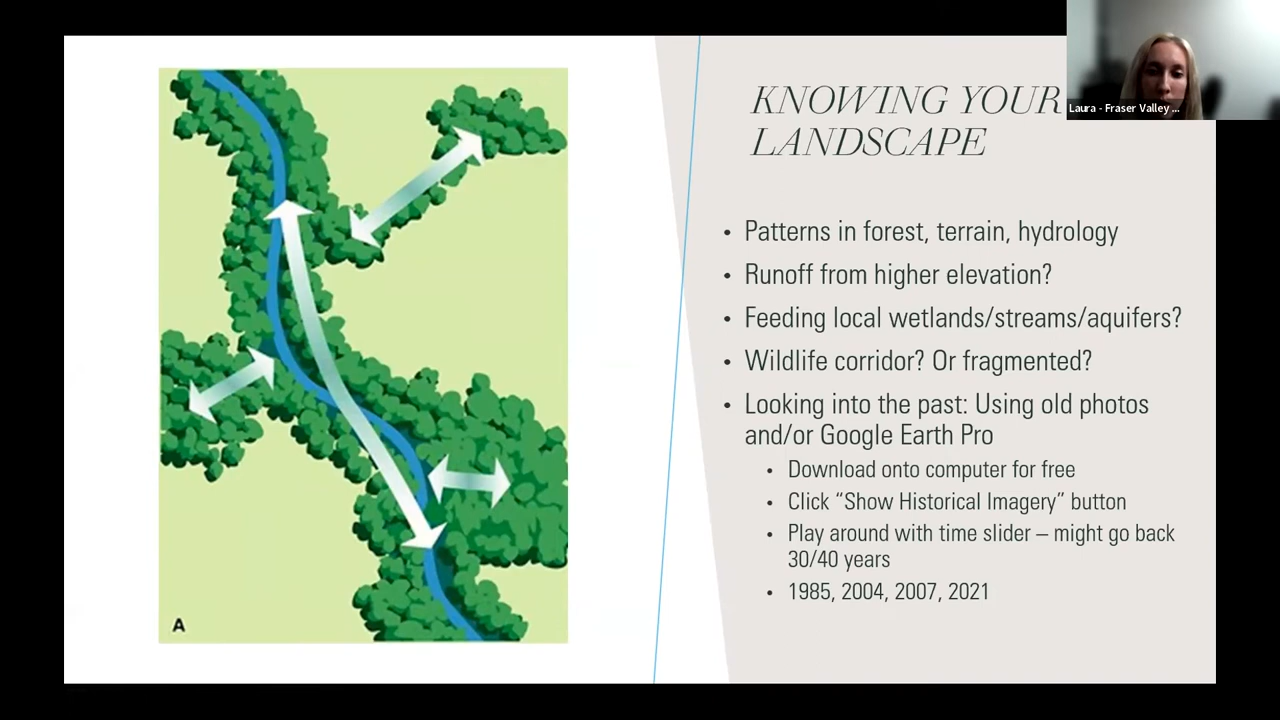 KNOWING YOUR
LANDSCAPE
Laura - Fraser Valley ...
• Patterns in forest, terrain, hydrology
• Runoff from higher elevation?
• Feeding local wetlands/streams/aquifers?
• Wildlife corridor? Or fragmented?
• Looking into the past: Using old photos
and/or Google Earth Pro
• Download onto computer for free
• Click “Show Historical Imagery” button
• Play around with time slider – might go back
30/40 years
• 1985, 2004, 2007, 2021
A